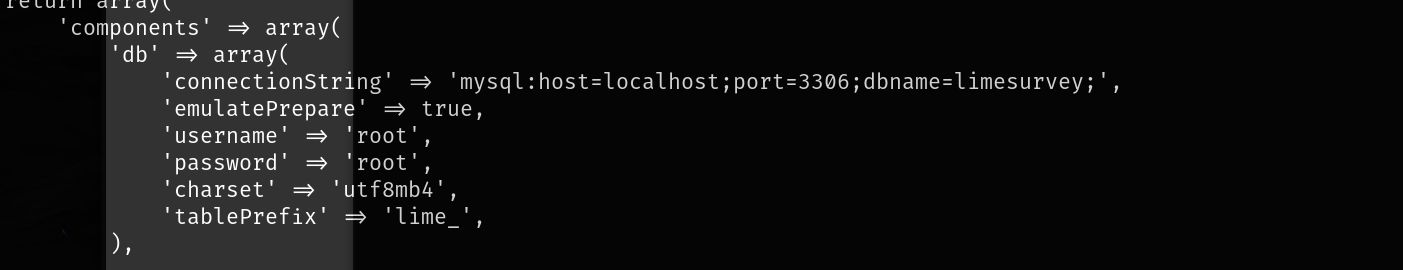 return array(
'components' => array(
'db' => array(
'connectionString' => 'mysql:host=localhost;port=3306;dbname=limesurvey;',
'emulatePrepare' => true,
'username' => 'root',
'password' => 'root',
'charset' => 'utf8mb4',
'tablePrefix' => 'lime_',
),